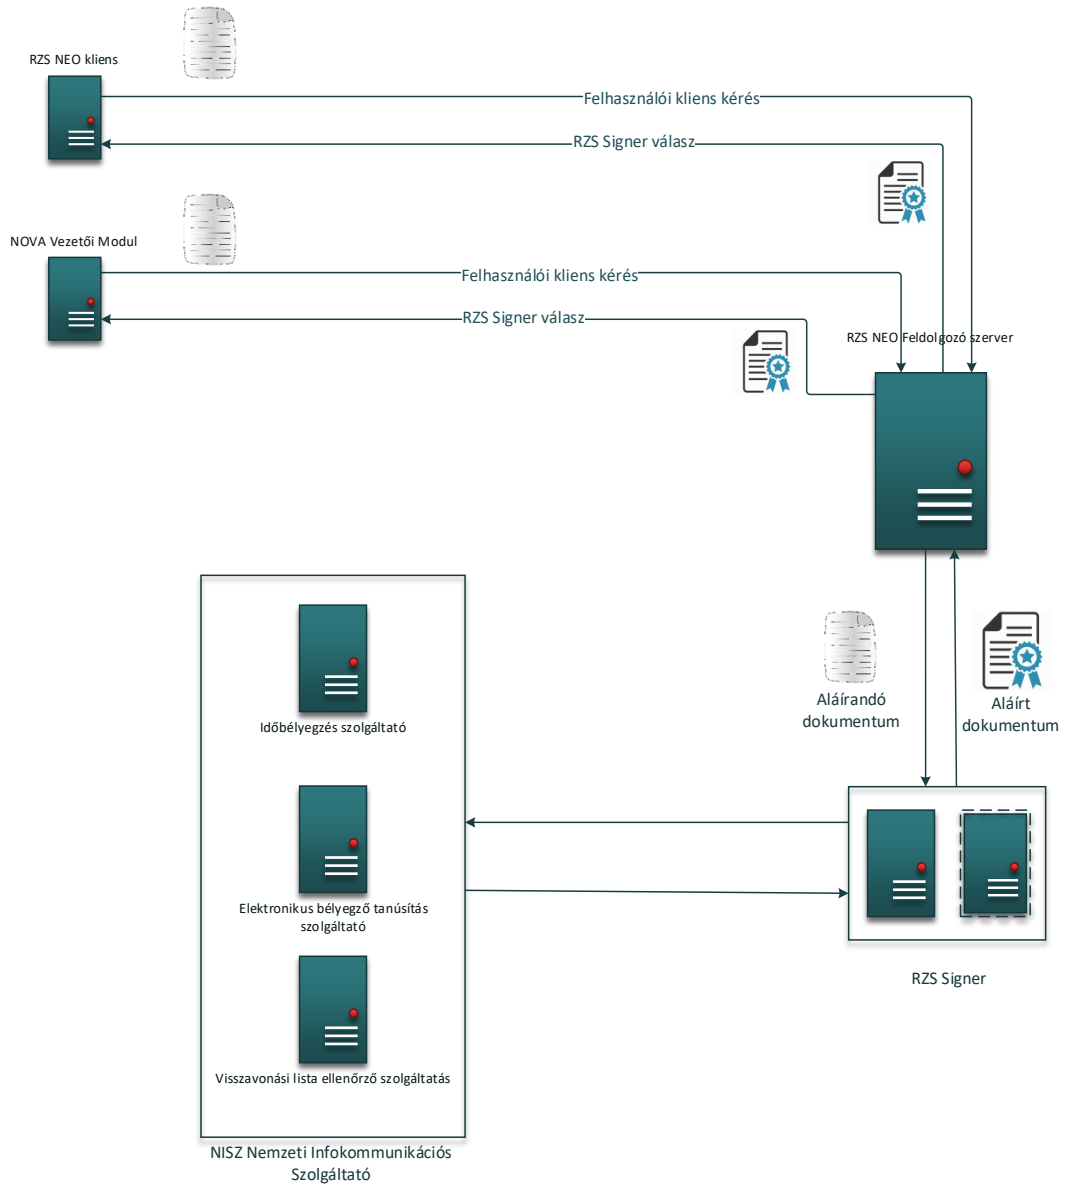 RZS NEO kliens
Felhasználói kliens kérés
RZS Signer válasz
NOVA Vezetői Modul
Felhasználói kliens kérés
RZS Signer válasz
RZS NEO Feldolgozó szerver
Aláírandó
dokumentum
Aláírt
dokumentum
Időbélyegzés szolgáltató
Elektronikus bélyegző tanúsítás
szolgáltató
RZS Signer
Visszavonási lista ellenőrző szolgáltatás
NISZ Nemzeti Infokommunikációs
Szolgáltató